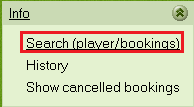 Info
Search (player/bookings)
History
Show cancelled bookings